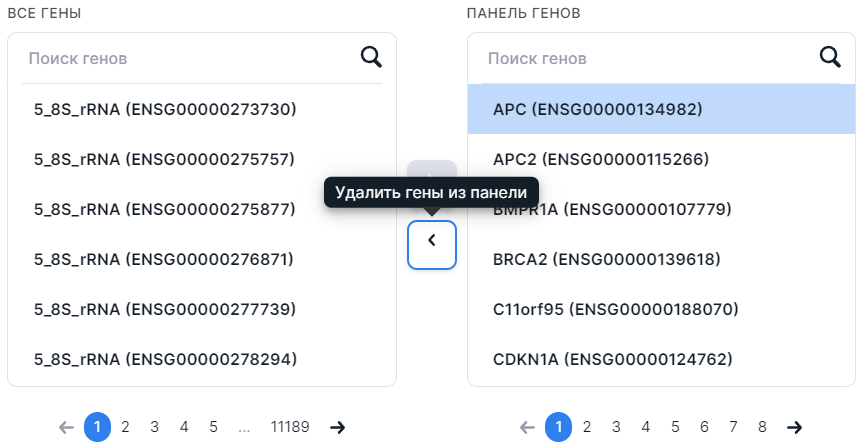 ВСЕ ГЕНЫ
Поиск генов
5_8S_rRNA (ENSG00000273730)
5_8S_rRNA (ENSG00000275757)
5_8S_rRNA (ENSG00000275877)
5_8S_rRNA (ENSG00000276871)
5_8S_rRNA (ENSG00000277739)
5_8S_rRNA (ENSG00000278294)
1 2 3 4 5 ... 11189
Удалить гены из панели
ПАНЕЛЬ ГЕНОВ
Поиск генов
APC (ENSG00000134982)
APC2 (ENSG00000115266)
BMPR1A (ENSG00000107779)
BRCA2 (ENSG00000139618)
C11orf95 (ENSG00000188070)
CDKN1A (ENSG00000124762)
1 2 3 4 5 6 7 8